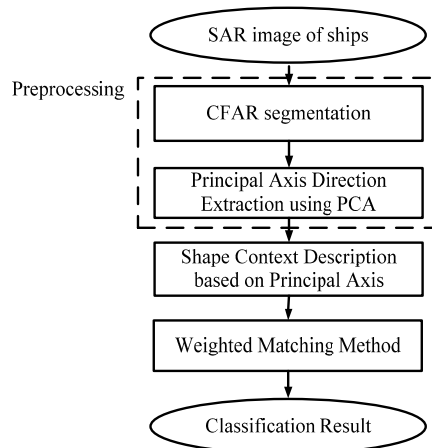 SAR image of ships
Preprocessing
CFAR segmentation
Principal Axis Direction
Extraction using PCA
Shape Context Description
based on Principal Axis
Weighted Matching Method
Classification Result